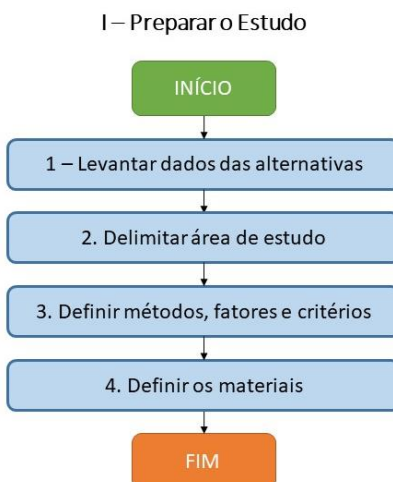 I – Preparar o Estudo
INÍCIO
1 – Levantar dados das alternativas
2. Delimitar área de estudo
3. Definir métodos, fatores e critérios
4. Definir os materiais
FIM